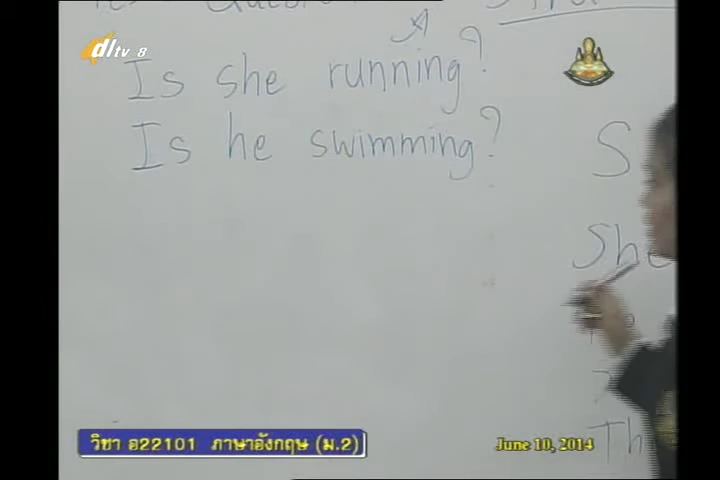 dltv 8
Is she running?
Is he swimming?
S
She
Th
วิชา อ22101 ภาษาอังกฤษ (ม.2)
June 10, 2014